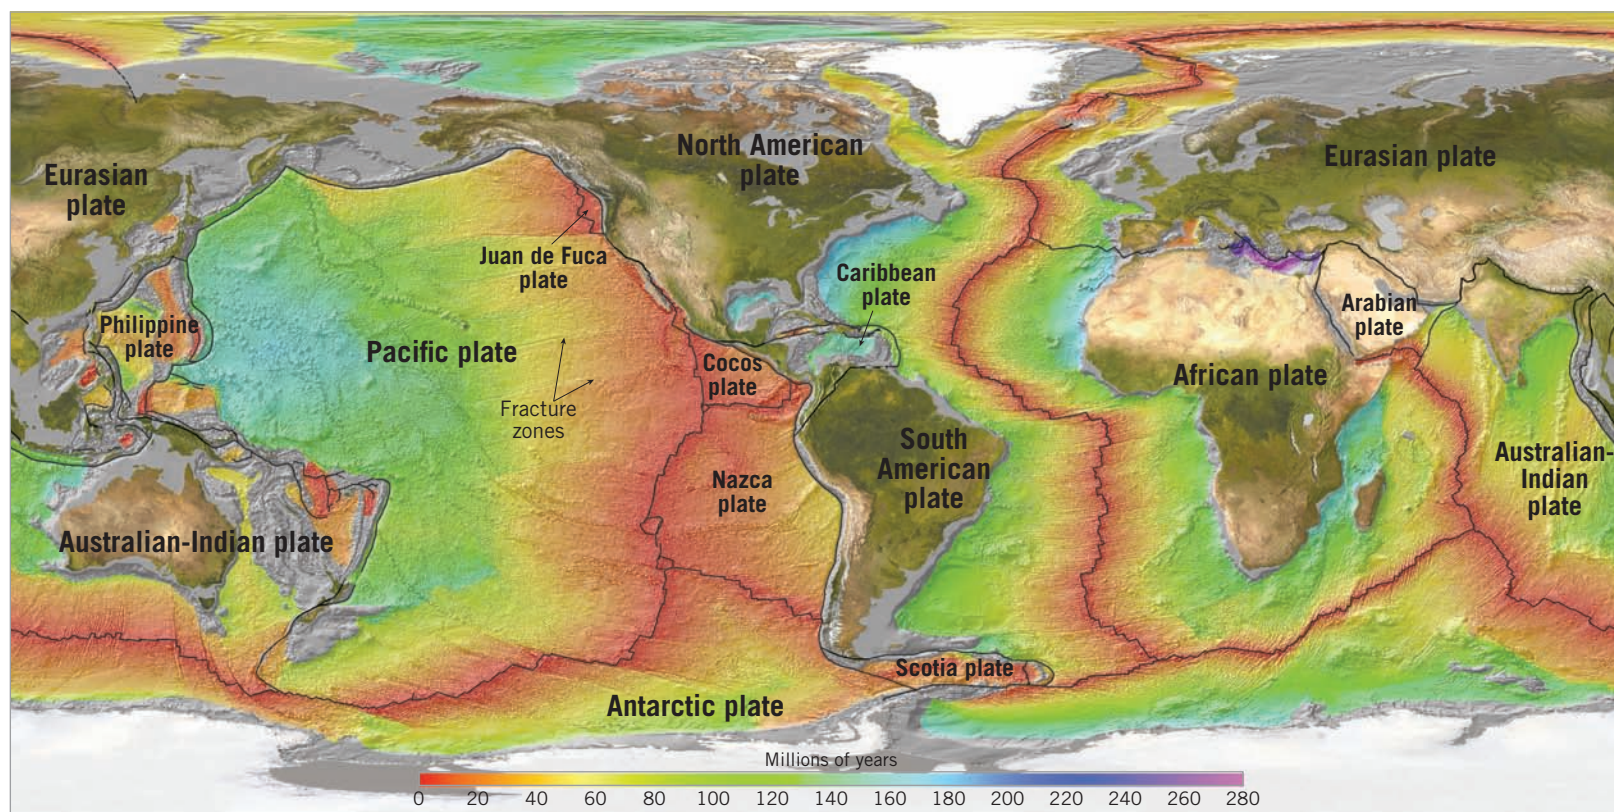 North American
plate
Eurasian plate
Eurasian
plate
Juan de Fuca
plate
Caribbean
plate
Arabian
plate
Philippine
plate
Pacific plate
Cocos
plate
African plate
Fracture
zones
South
American
plate
Nazca
plate
Australian-
Indian
plate
Australian-Indian plate
Scotia plate
Antarctic plate
Millions of years
0 20 40 60 80 100 120 140 160 180 200 220 240 260 280